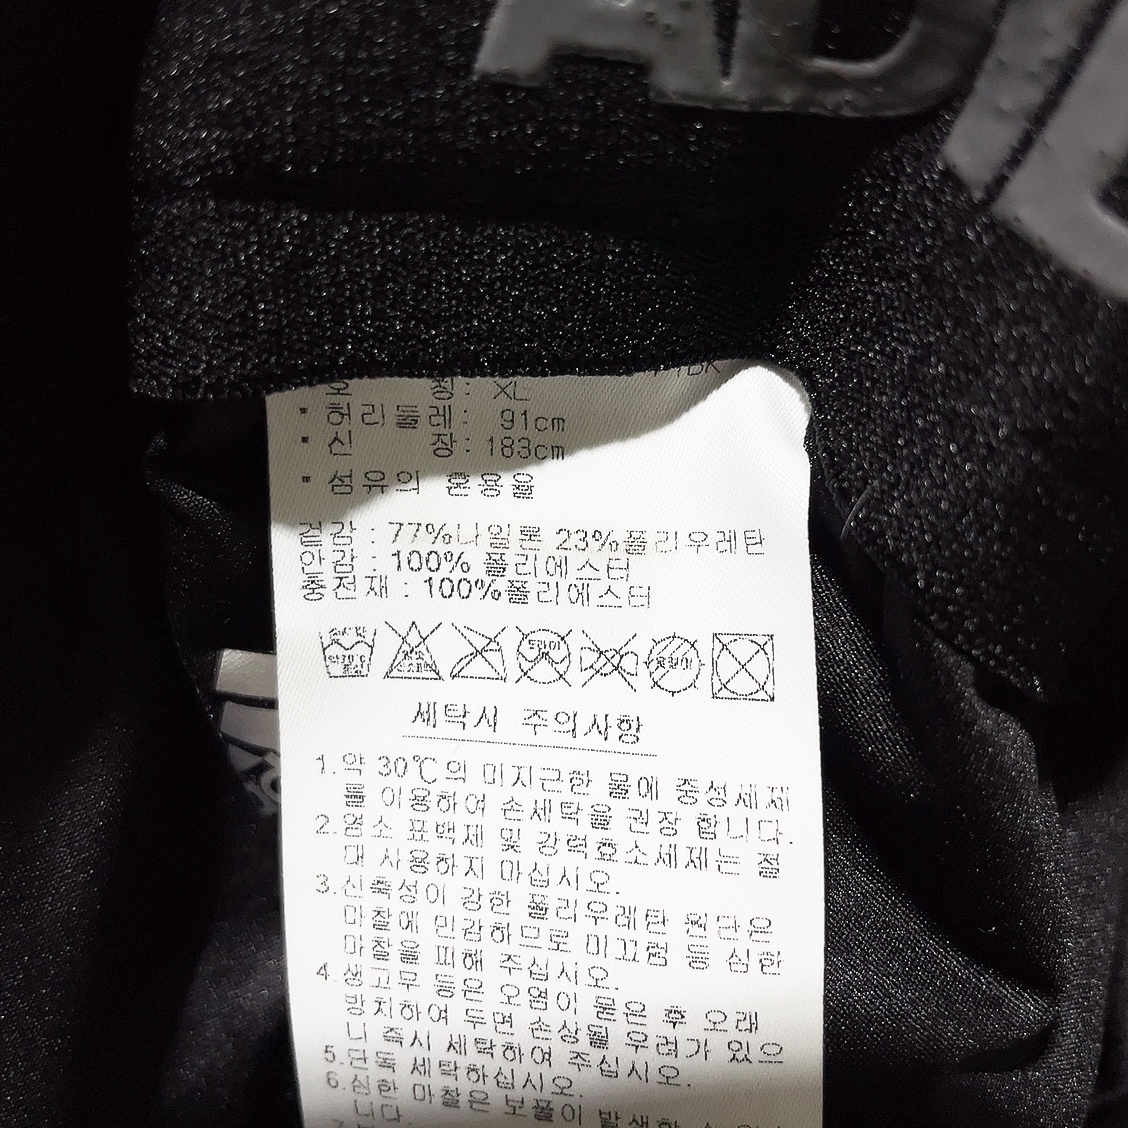 AD
호 칭: XL
· 허리둘레: 91cm
· 신 장: 183cm
· 섬유의 혼용율
겉감 : 77%나일론 23%폴리우레탄
안감 : 100% 폴리에스터
충전재 : 100%폴리에스터
세탁시 주의사항
1.약 30℃의 미지근한 물에 중성세제
를 이용하여 손세탁을 권장 합니다.
2.염소 표백제 및 강력효소세제는 절
대 사용하지 마십시오.
3.신축성이 강한 폴리우레탄 원단은
마찰에 민감하므로 미끄럼 등 심한
마찰을 피해 주십시오.
4.생고무 등은 오염이 묻은 후 오래
방치하여 두면 손상될 우려가 있으
니 즉시 세탁하여 주십시오.
5.단독 세탁하십시오.
6.심한 마찰은 보풀이 발생할 수
니다.